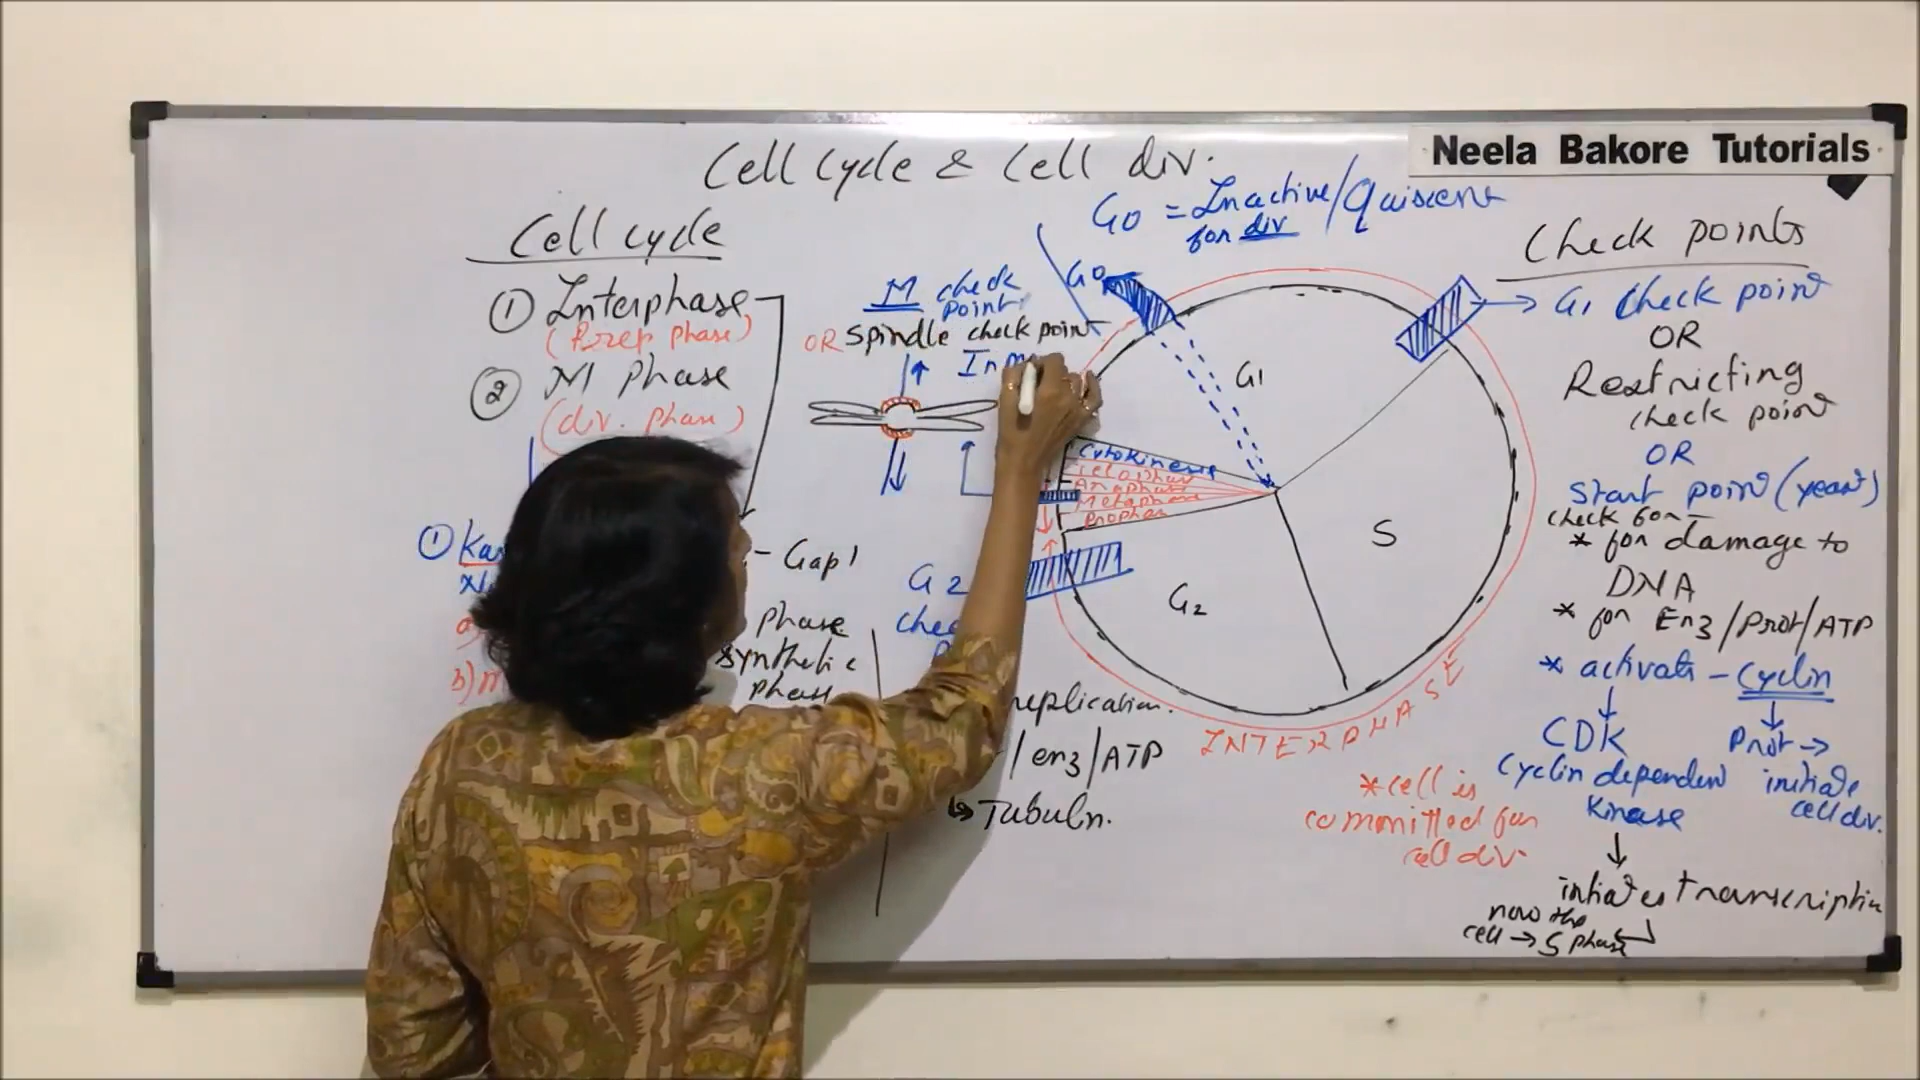 Cell cycle & Cell div.
Neela Bakore Tutorials
Cell cycle
① Interphase
(Prep phase)
② M phase
(div. phase)
①
a)
b) m
- Gap 1
phase
synthetic
phase
M check
point
OR spindle check point
In
G0 = Inactive/Quiscent
for div
G0
G1
S
G2
Cytokinesis
Telophase
Anaphase
Metaphase
Prophase
G2
replication.
/ enz/ATP
↳ Tubuln.
INTERPHASE
* cell is
committed for
cell div.
Check points
→ G1 check point
OR
Restricting
check point
OR
Start point (yeast)
check for -
* for damage to
DNA
* for Enz/Prot/ATP
* activate - Cyclin
CDK
Prot →
Cyclin dependent
initiate
Kinase
cell div.
initiates transcription
now the
cell → S phase